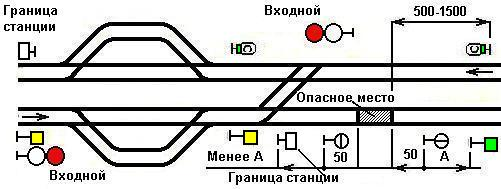 Граница
станции
Входной
500-1500
Опасное место
Менее А
50
50
А
Граница станции
Входной